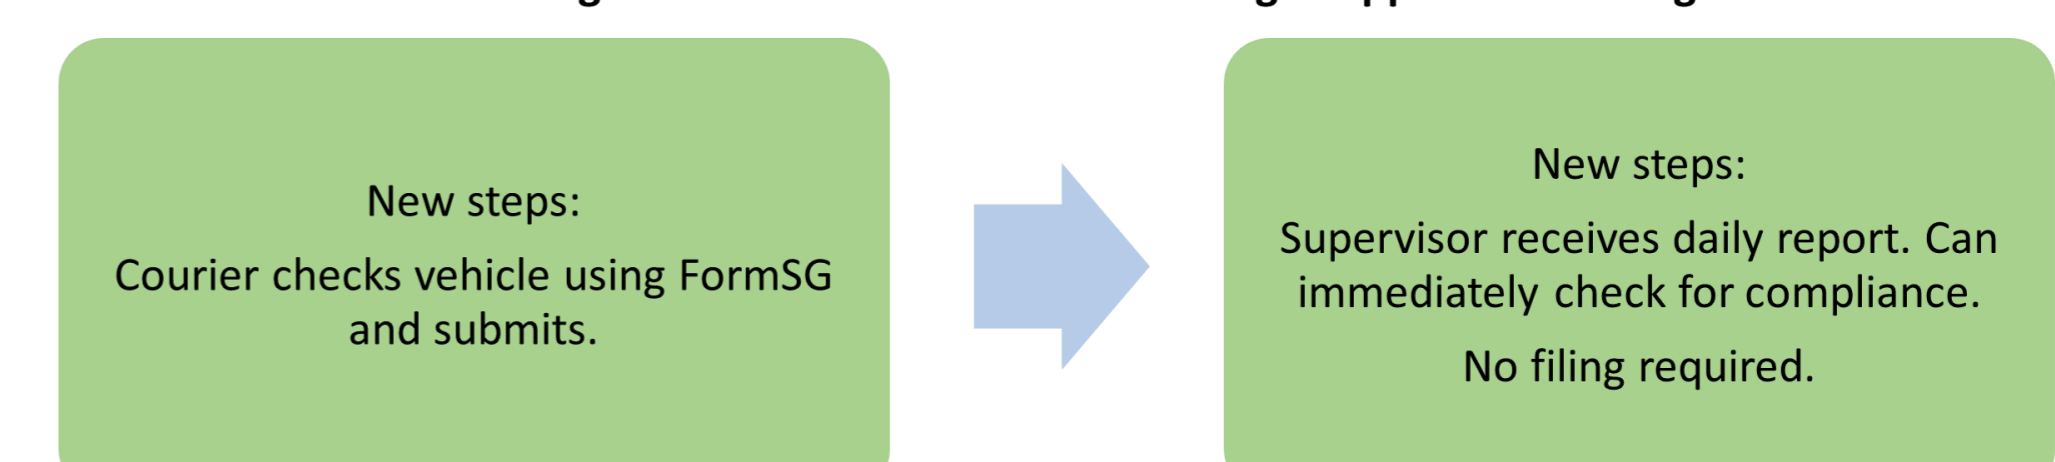 New steps:
Courier checks vehicle using FormSG
and submits.
New steps:
Supervisor receives daily report. Can
immediately check for compliance.
No filing required.